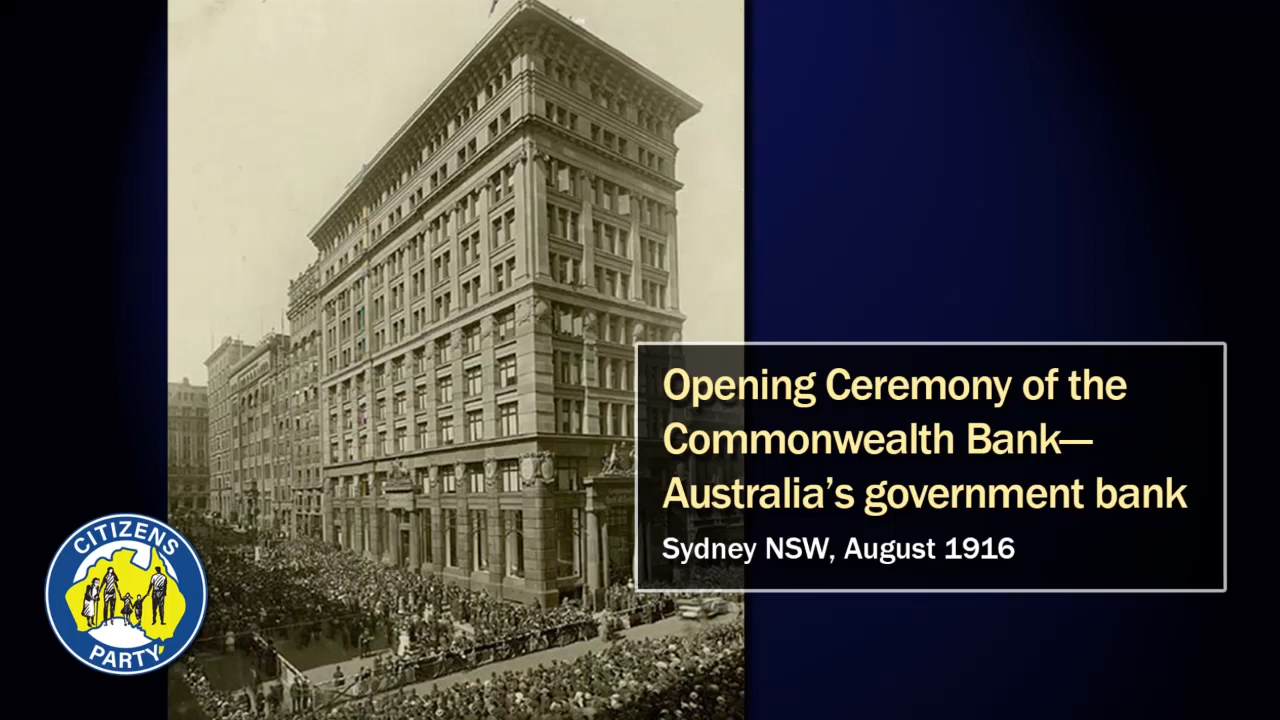 Opening Ceremony of the
Commonwealth Bank—
Australia’s government bank
Sydney NSW, August 1916
CITIZENS
PARTY